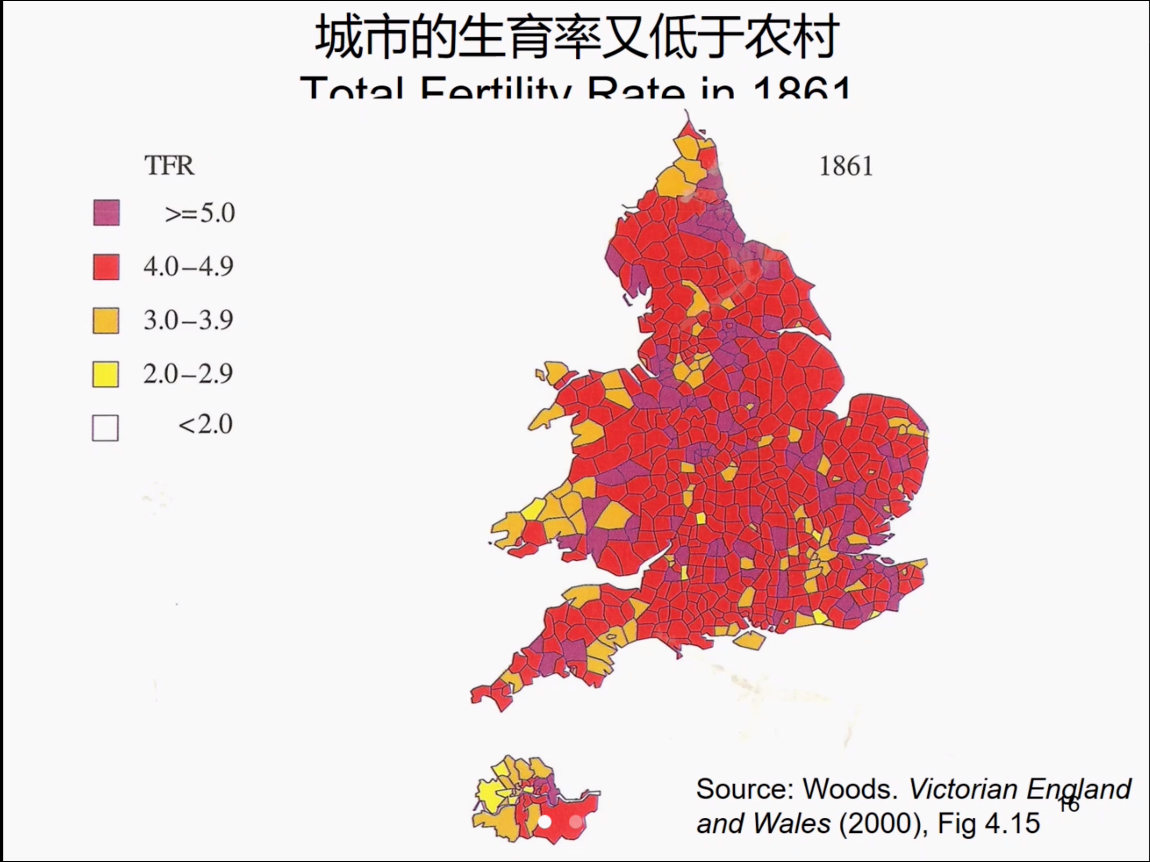 城市的生育率又低于农村
Total Fertility Rate in 1861
TFR
1861
>=5.0
4.0–4.9
3.0–3.9
2.0–2.9
<2.0
Source: Woods. Victorian England
and Wales (2000), Fig 4.15
16